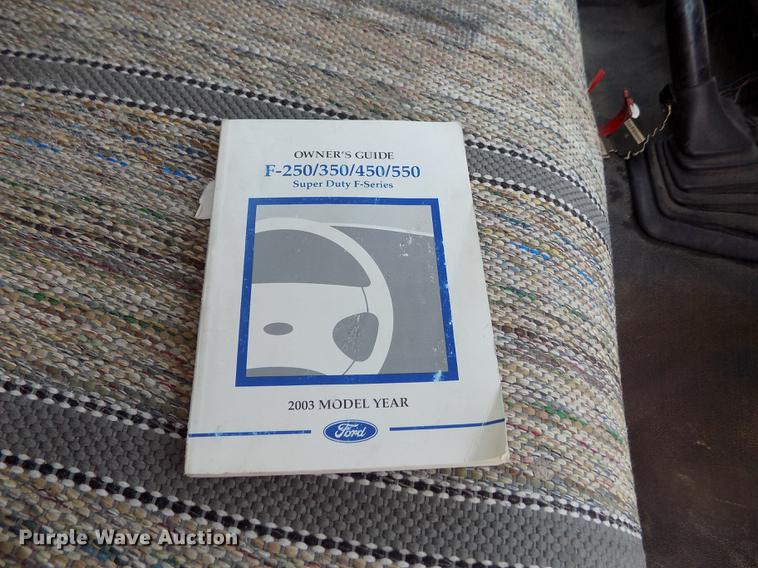 OWNER'S GUIDE
F-250/350/450/550
Super Duty F-Series
2003 MODEL YEAR
Ford
Purple Wave Auction